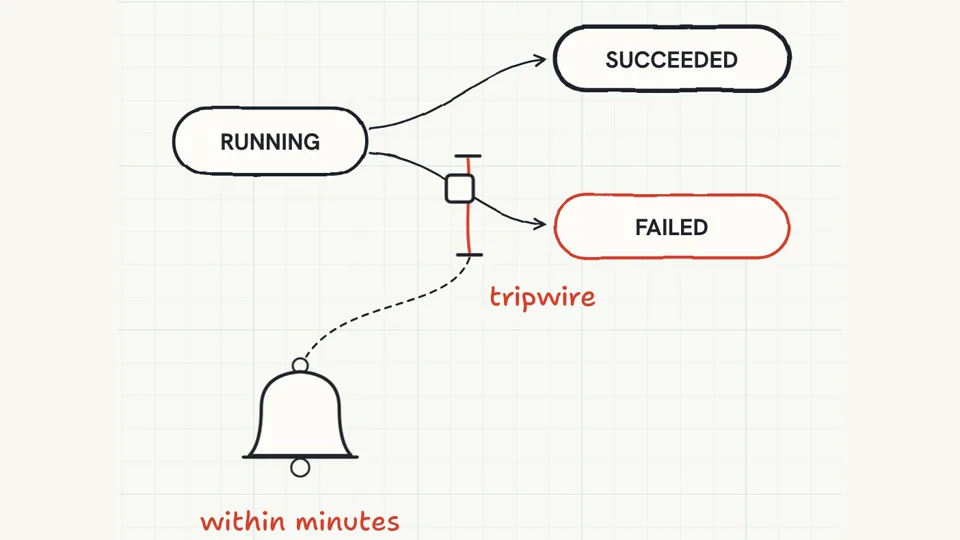 SUCCEEDED
RUNNING
FAILED
tripwire
within minutes